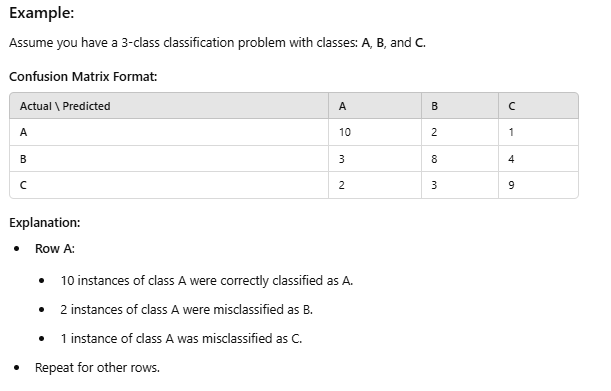 Example:
Assume you have a 3-class classification problem with classes: A, B, and C.
Confusion Matrix Format:
Actual \ Predicted A B C
A 10 2 1
B 3 8 4
C 2 3 9
Explanation:
• Row A:
• 10 instances of class A were correctly classified as A.
• 2 instances of class A were misclassified as B.
• 1 instance of class A was misclassified as C.
• Repeat for other rows.